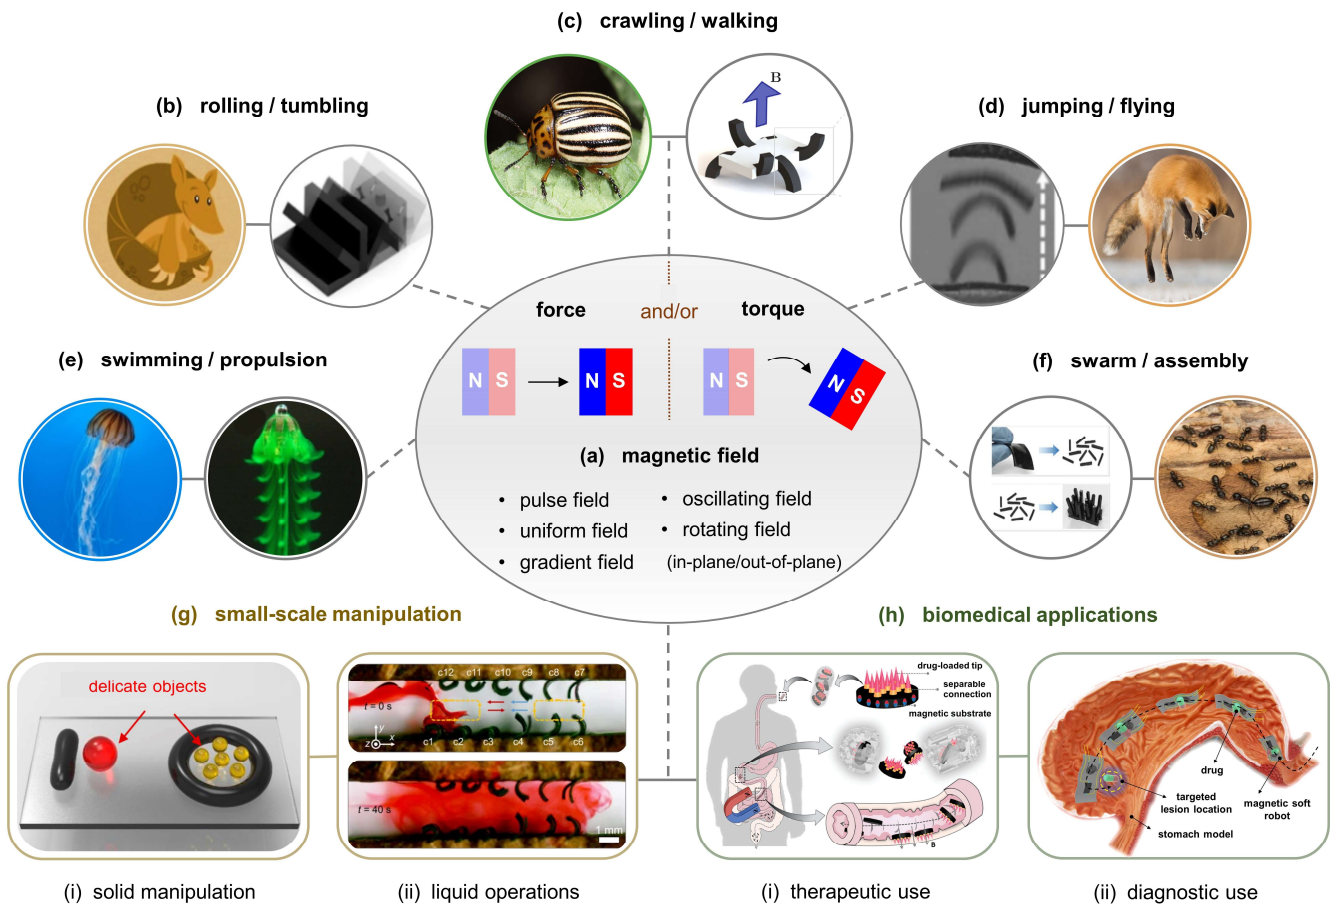 (c) crawling / walking
(b) rolling / tumbling
B
(d) jumping / flying
force and/or torque
N S N S N S N S
(e) swimming / propulsion
(f) swarm / assembly
(a) magnetic field
• pulse field
• uniform field
• gradient field
• oscillating field
• rotating field
(in-plane/out-of-plane)
(g) small-scale manipulation
(h) biomedical applications
delicate objects
c12 c11 c10 c9 c8 c7
t = 0 s
y
z x
c1 c2 c3 c4 c5 c6
t = 40 s
1 mm
drug-loaded tip
separable
connection
magnetic substrate
B
drug
targeted
lesion location
magnetic soft
robot
stomach model
(i) solid manipulation
(ii) liquid operations
(i) therapeutic use
(ii) diagnostic use